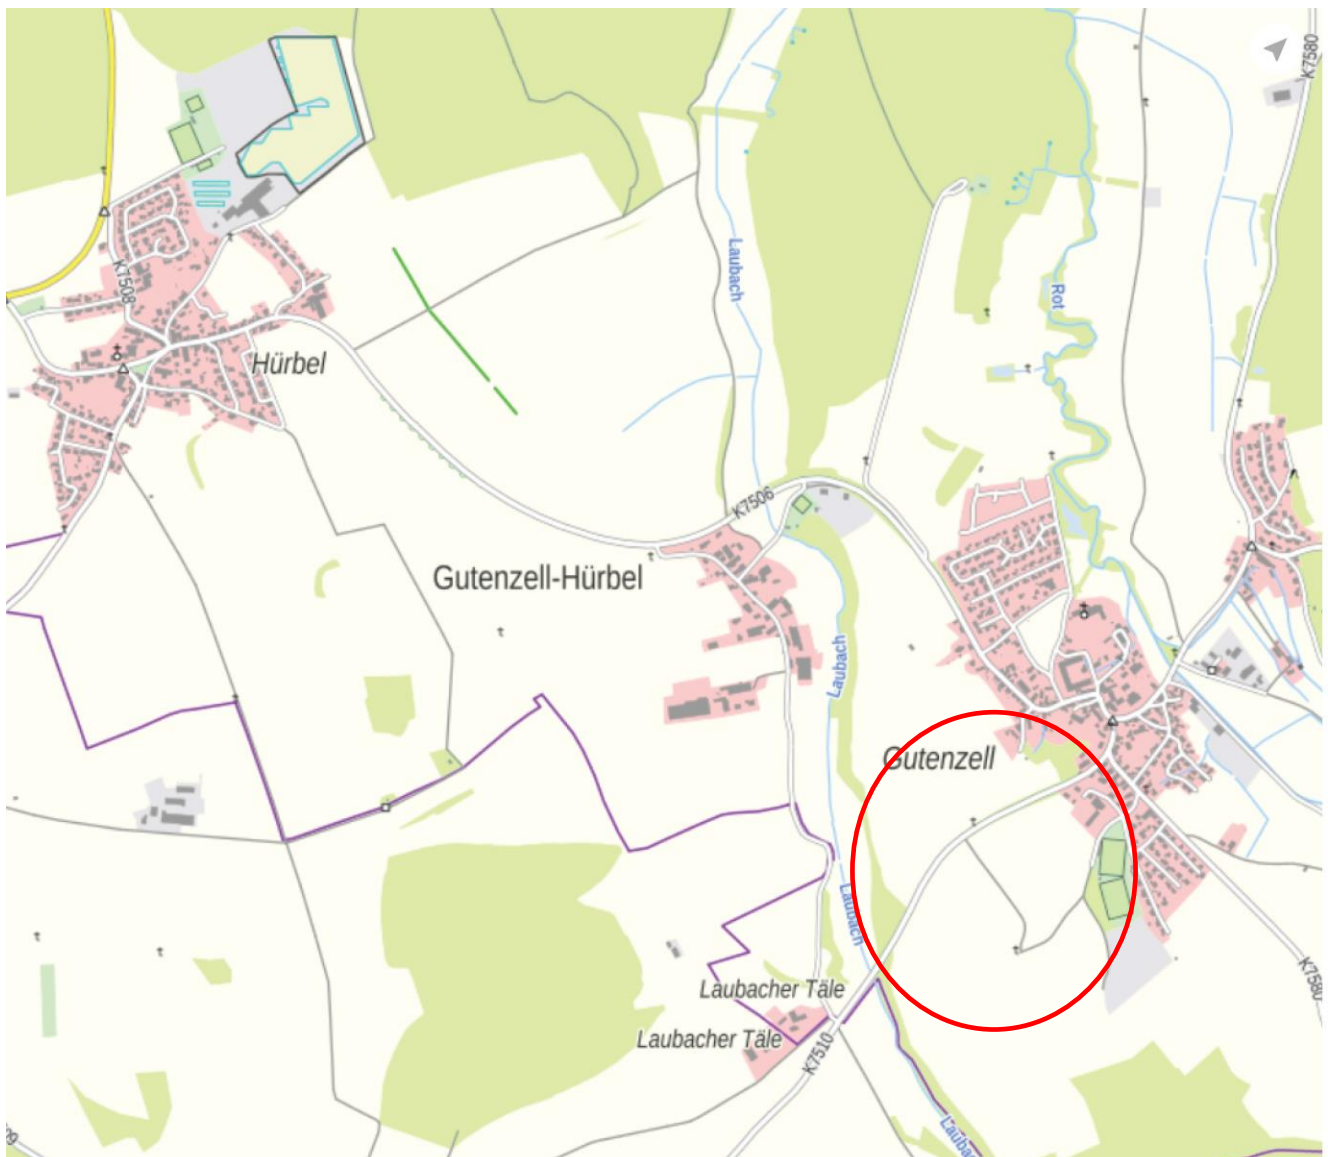 K7580
Laubach
Rot
K7508
Hürbel
K7506
Gutenzell-Hürbel
Laubach
Gutenzell
Laubach
Laubacher Täle
K7580
Laubacher Täle
K7510